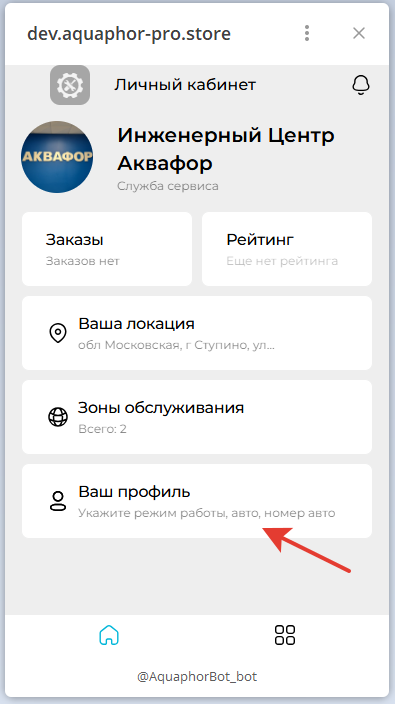 dev.aquaphor-pro.store
Личный кабинет
АКВАФОР
Инженерный Центр
Аквафор
Служба сервиса
Заказы
Заказов нет
Рейтинг
Еще нет рейтинга
Ваша локация
обл Московская, г Ступино, ул...
Зоны обслуживания
Всего: 2
Ваш профиль
Укажите режим работы, авто, номер авто
@AquaphorBot_bot